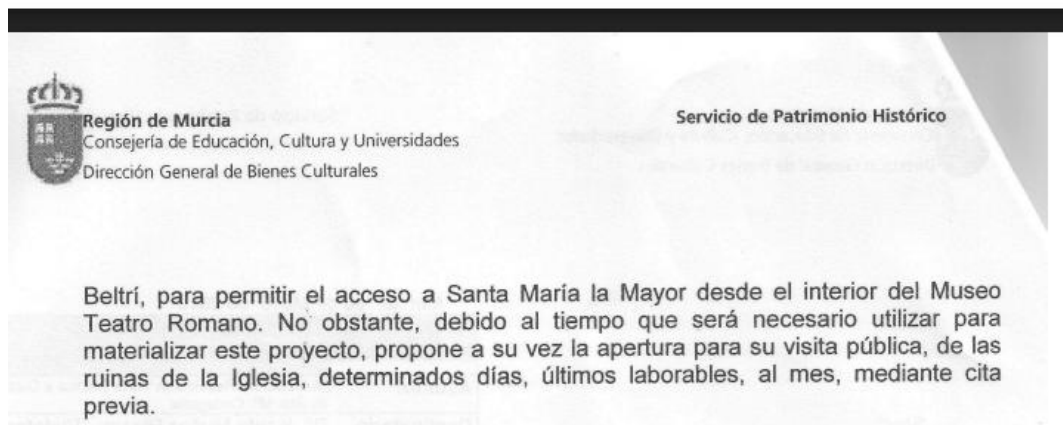 Región de Murcia
Consejería de Educación, Cultura y Universidades
Dirección General de Bienes Culturales
Servicio de Patrimonio Histórico
Beltrí, para permitir el acceso a Santa María la Mayor desde el interior del Museo
Teatro Romano. No obstante, debido al tiempo que será necesario utilizar para
materializar este proyecto, propone a su vez la apertura para su visita pública, de las
ruinas de la Iglesia, determinados días, últimos laborables, al mes, mediante cita
previa.